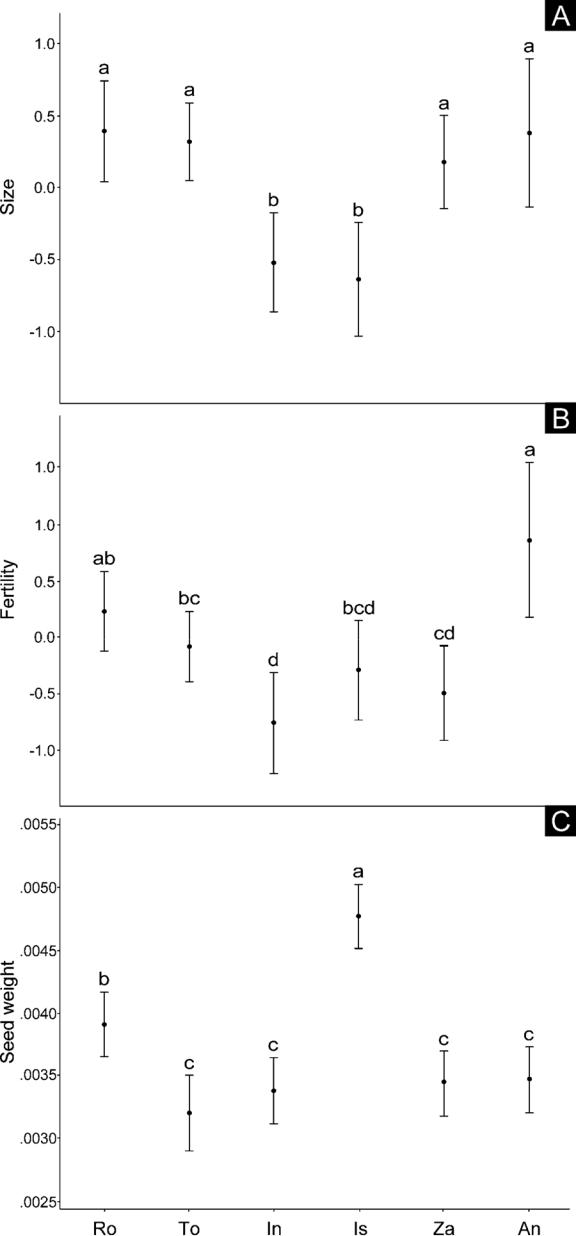 A
1.0
a
a
a
a
0.5
Size
0.0
b
b
-0.5
-1.0
B
1.0
a
1.0
ab
0.5
Fertility
bc
bcd
0.0
d
cd
-0.5
-1.0
C
.0055
.0050
a
.0045
Seed weight
b
.0040
c
c
c
c
.0035
.0030
.0025
Ro To In Is Za An